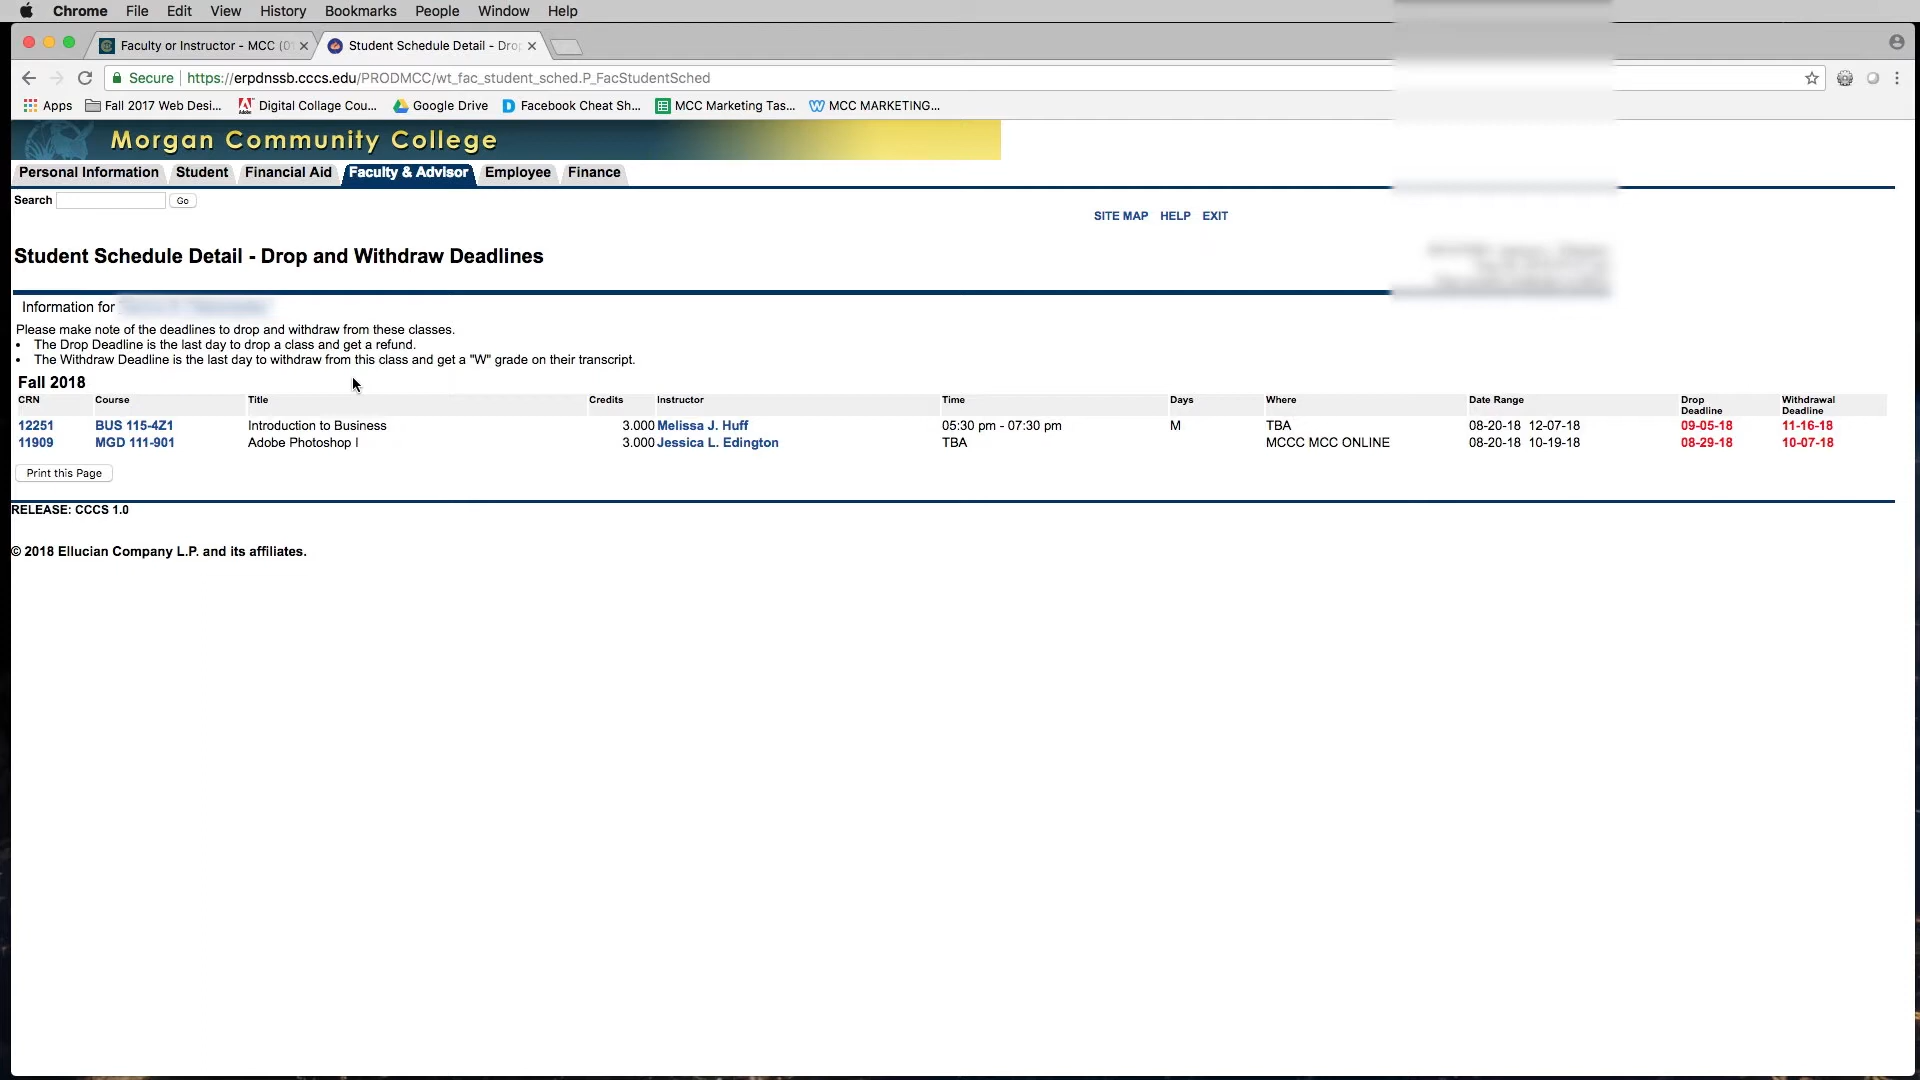 Chrome File Edit View History Bookmarks People Window Help
Faculty or Instructor - MCC (0 Student Schedule Detail - Dro
Secure https://erpdnssb.cccs.edu/PRODMCC/wt_fac_student_sched.P_FacStudentSched
Apps Fall 2017 Web Desi... Digital Collage Cou... Google Drive Facebook Cheat Sh... MCC Marketing Tas... MCC MARKETING...
Morgan Community College
Personal Information Student Financial Aid Faculty & Advisor Employee Finance
Search Go
SITE MAP HELP EXIT
Student Schedule Detail - Drop and Withdraw Deadlines
Information for
Please make note of the deadlines to drop and withdraw from these classes.
• The Drop Deadline is the last day to drop a class and get a refund.
• The Withdraw Deadline is the last day to withdraw from this class and get a "W" grade on their transcript.
Fall 2018
CRN Course Title Credits Instructor Time Days Where Date Range Drop Deadline Withdrawal Deadline
12251 BUS 115-4Z1 Introduction to Business 3.000 Melissa J. Huff 05:30 pm - 07:30 pm M TBA 08-20-18 12-07-18 09-05-18 11-16-18
11909 MGD 111-901 Adobe Photoshop I 3.000 Jessica L. Edington TBA MCCC MCC ONLINE 08-20-18 10-19-18 08-29-18 10-07-18
Print this Page
RELEASE: CCCS 1.0
© 2018 Ellucian Company L.P. and its affiliates.